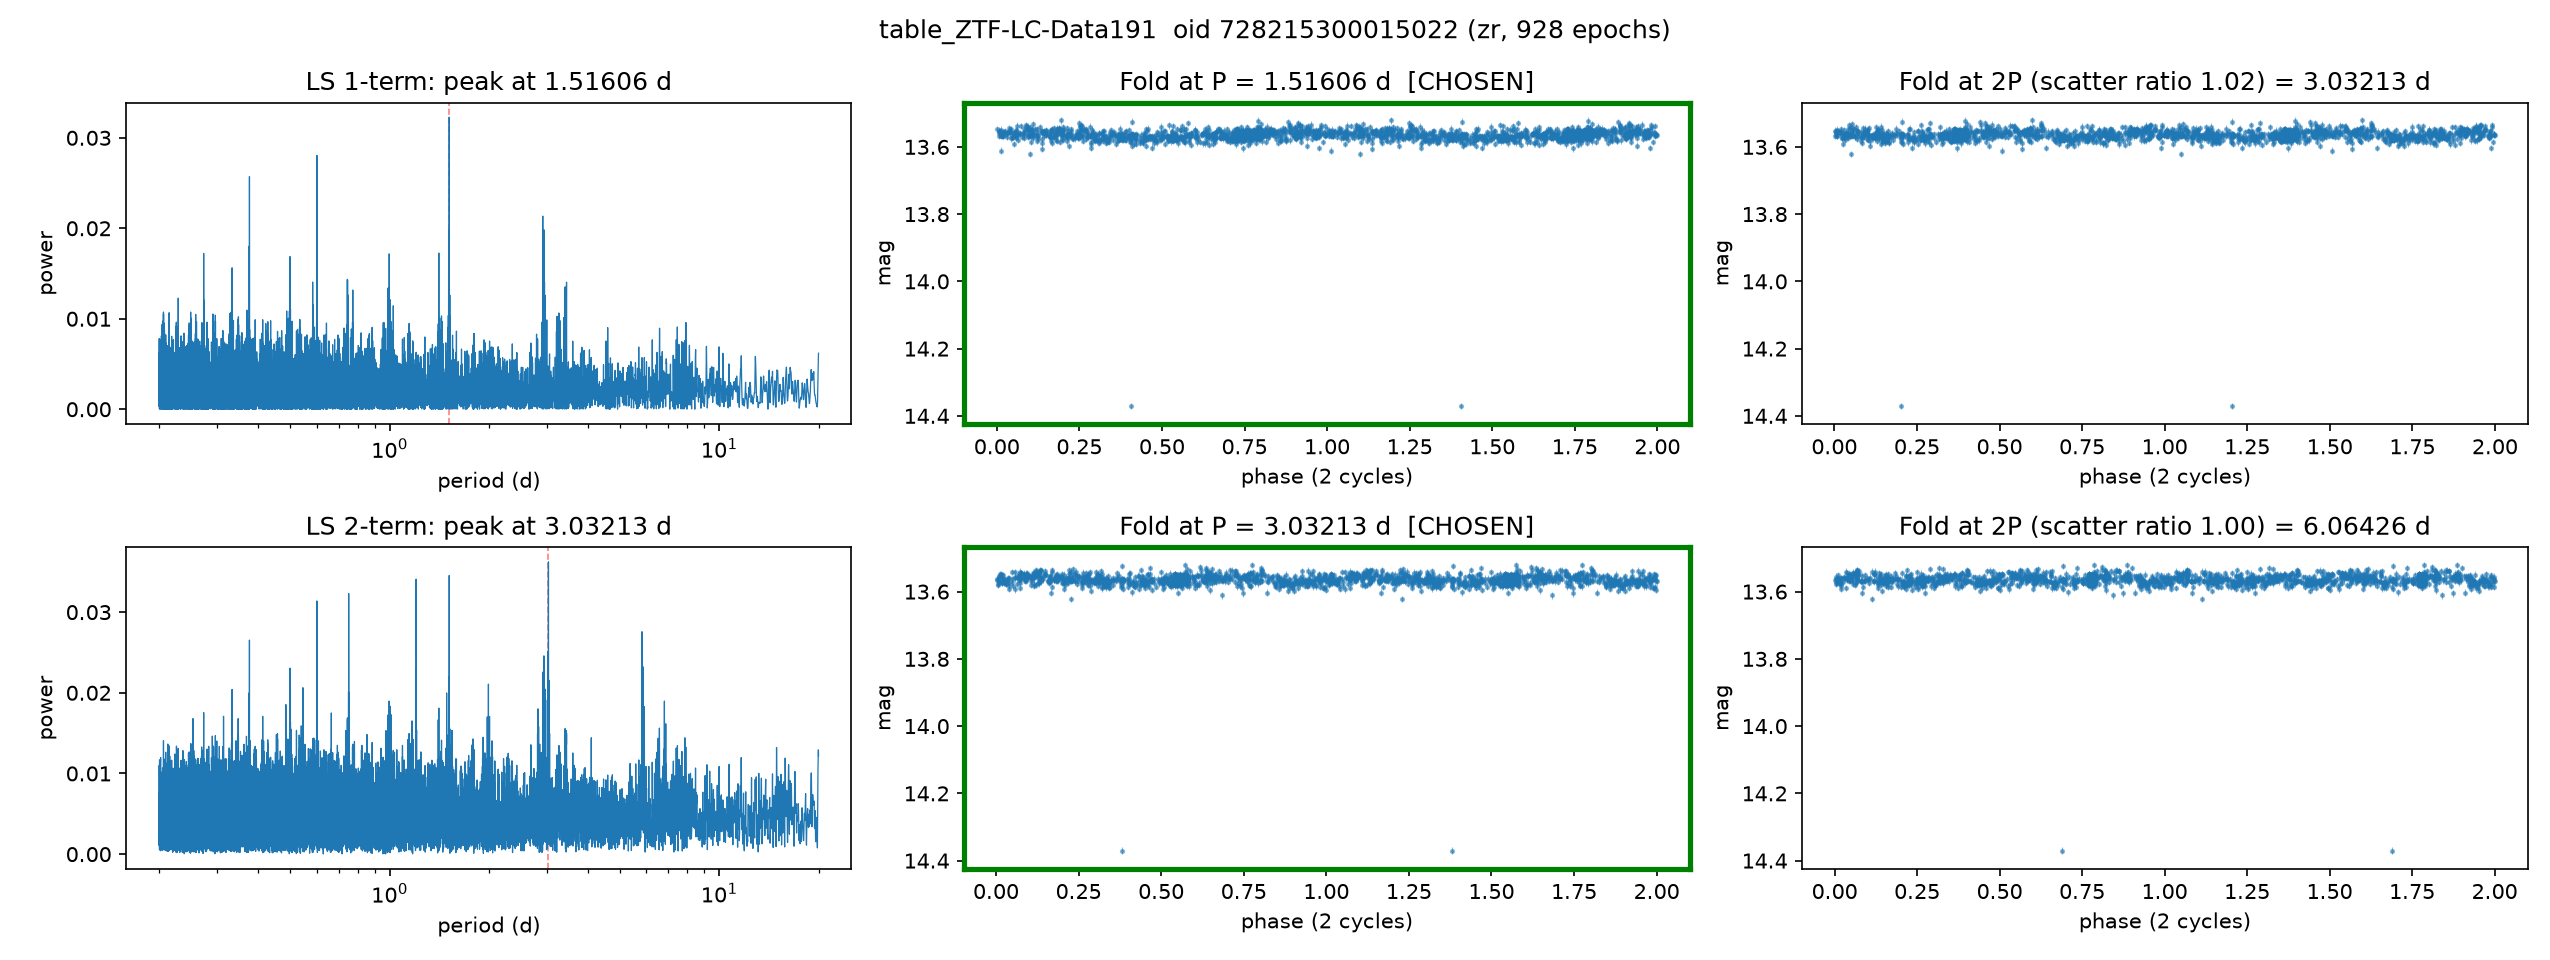 table_ZTF-LC-Data191  oid 728215300015022 (zr, 928 epochs)
LS 1-term: peak at 1.51606 d
Fold at P = 1.51606 d  [CHOSEN]
Fold at 2P (scatter ratio 1.02) = 3.03213 d
power
0.03
0.02
0.01
0.00
10⁰
10¹
period (d)
mag
13.6
13.8
14.0
14.2
14.4
0.00 0.25 0.50 0.75 1.00 1.25 1.50 1.75 2.00
phase (2 cycles)
mag
13.6
13.8
14.0
14.2
14.4
0.00 0.25 0.50 0.75 1.00 1.25 1.50 1.75 2.00
phase (2 cycles)
LS 2-term: peak at 3.03213 d
Fold at P = 3.03213 d  [CHOSEN]
Fold at 2P (scatter ratio 1.00) = 6.06426 d
power
0.03
0.02
0.01
0.00
10⁰
10¹
period (d)
mag
13.6
13.8
14.0
14.2
14.4
0.00 0.25 0.50 0.75 1.00 1.25 1.50 1.75 2.00
phase (2 cycles)
mag
13.6
13.8
14.0
14.2
14.4
0.00 0.25 0.50 0.75 1.00 1.25 1.50 1.75 2.00
phase (2 cycles)